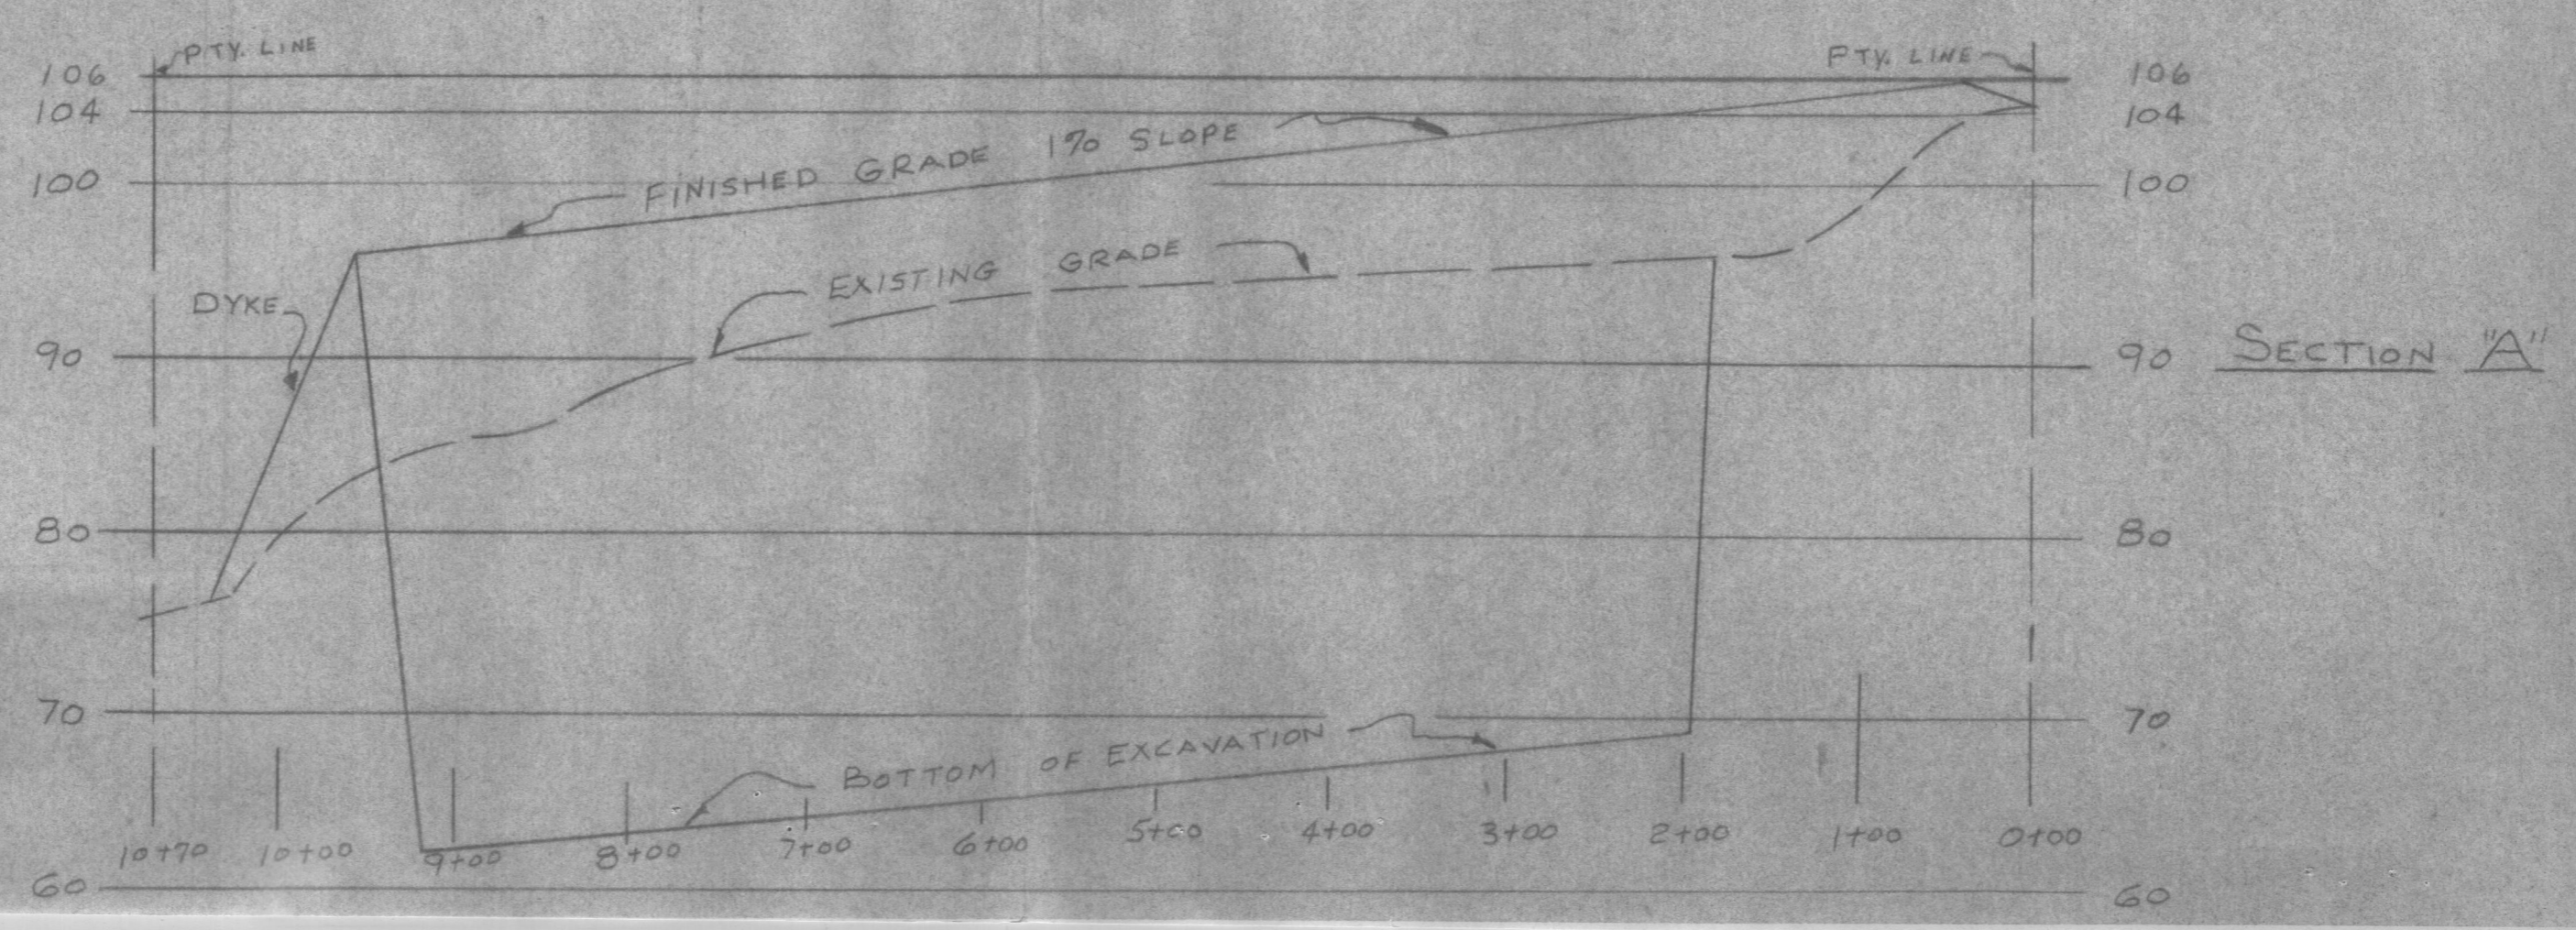 PTY. LINE
PTY. LINE
106
106
104
104
FINISHED GRADE 1% SLOPE
100
100
EXISTING GRADE
DYKE
90
90
SECTION "A"
80
80
70
70
BOTTOM OF EXCAVATION
10+70 10+00 9+00 8+00 7+00 6+00 5+00 4+00 3+00 2+00 1+00 0+00
60
60